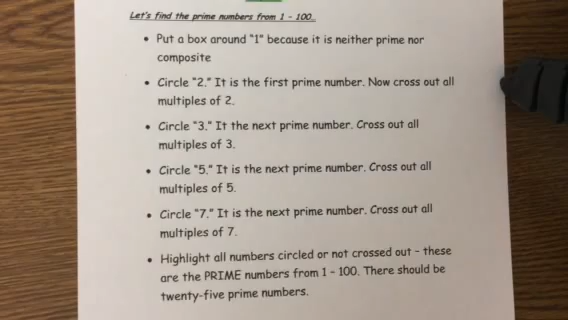 Let's find the prime numbers from 1 - 100.
• Put a box around "1" because it is neither prime nor
composite
• Circle "2." It is the first prime number. Now cross out all
multiples of 2.
• Circle "3." It the next prime number. Cross out all
multiples of 3.
• Circle "5." It is the next prime number. Cross out all
multiples of 5.
• Circle "7." It is the next prime number. Cross out all
multiples of 7.
• Highlight all numbers circled or not crossed out - these
are the PRIME numbers from 1 - 100. There should be
twenty-five prime numbers.